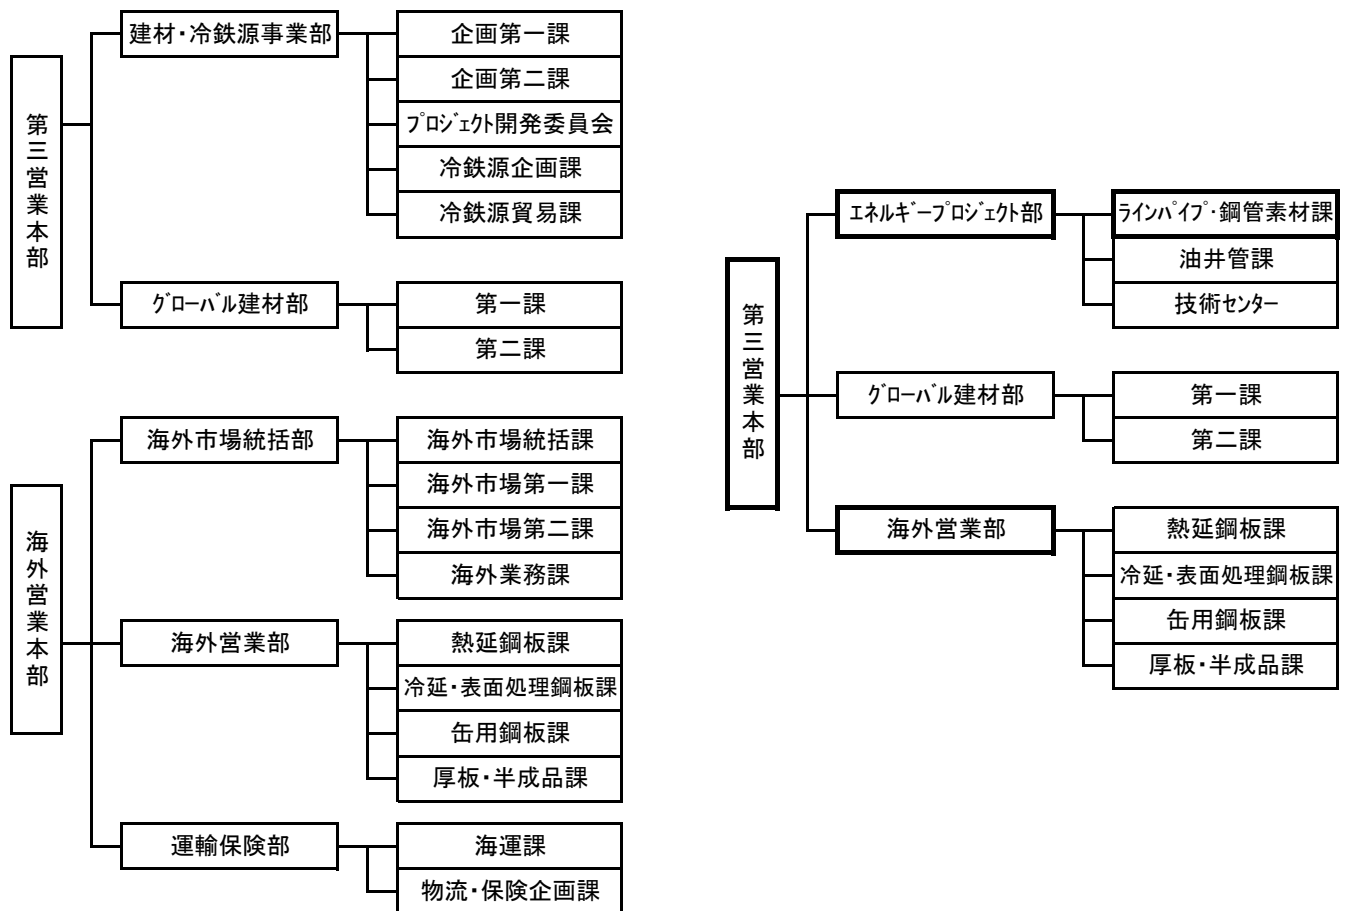 第三営業本部
建材・冷鉄源事業部
企画第一課
企画第二課
プロジェクト開発委員会
冷鉄源企画課
冷鉄源貿易課
グローバル建材部
第一課
第二課
海外営業本部
海外市場統括部
海外市場統括課
海外市場第一課
海外市場第二課
海外業務課
海外営業部
熱延鋼板課
冷延・表面処理鋼板課
缶用鋼板課
厚板・半成品課
運輸保険部
海運課
物流・保険企画課
第三営業本部
エネルギープロジェクト部
ラインパイプ・鋼管素材課
油井管課
技術センター
グローバル建材部
第一課
第二課
海外営業部
熱延鋼板課
冷延・表面処理鋼板課
缶用鋼板課
厚板・半成品課